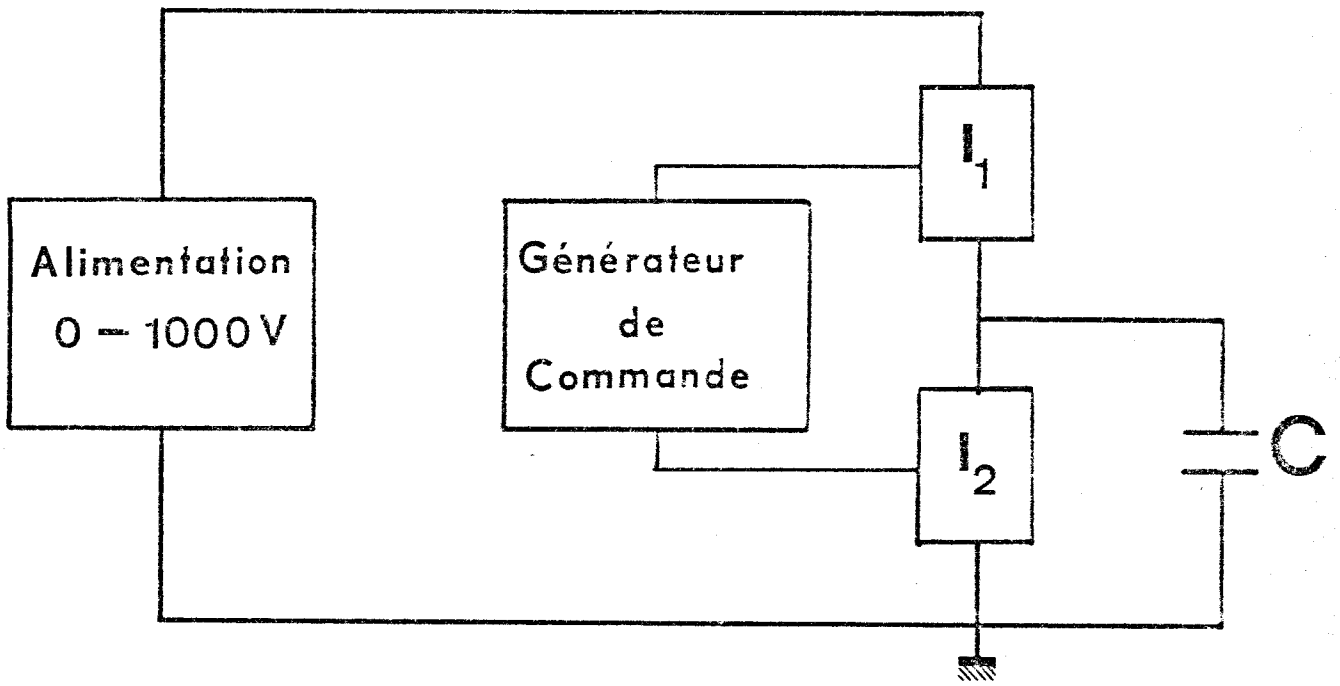 Alimentation
0 – 1000 V
Générateur
de
Commande
I1
I2
C